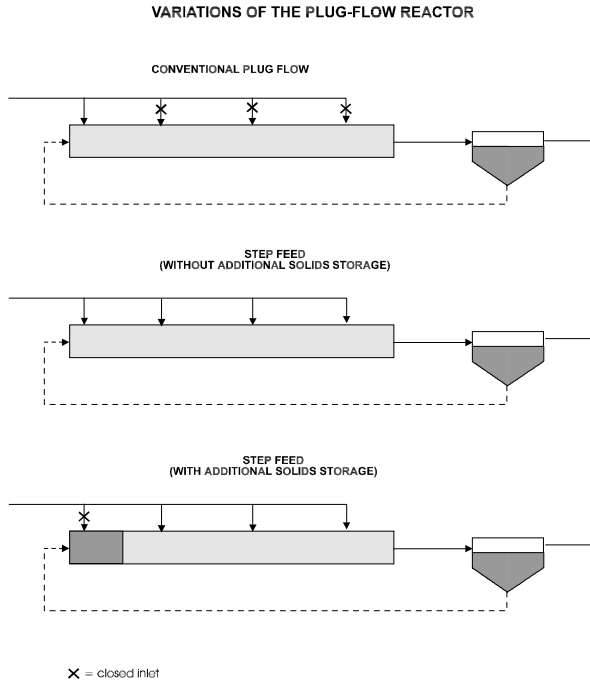 VARIATIONS OF THE PLUG-FLOW REACTOR
CONVENTIONAL PLUG FLOW
STEP FEED
(WITHOUT ADDITIONAL SOLIDS STORAGE)
STEP FEED
(WITH ADDITIONAL SOLIDS STORAGE)
X = closed inlet